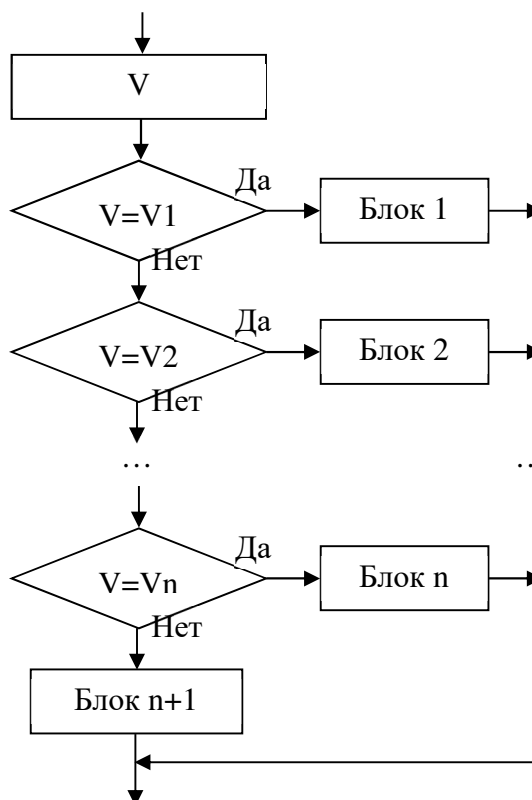 V
Да
V=V1
Блок 1
Нет
Да
V=V2
Блок 2
Нет
...
...
Да
V=Vn
Блок n
Нет
Блок n+1